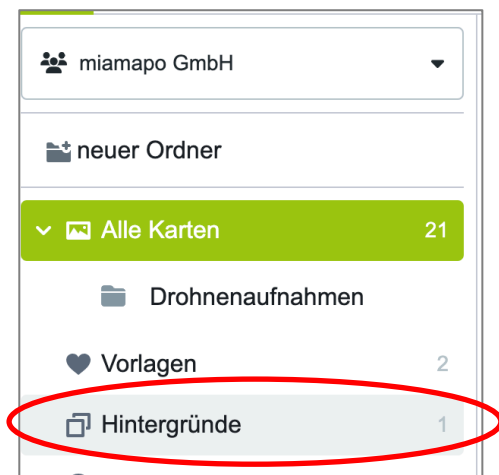 miamapo GmbH
neuer Ordner
Alle Karten 21
Drohnenaufnahmen
Vorlagen 2
Hintergründe 1